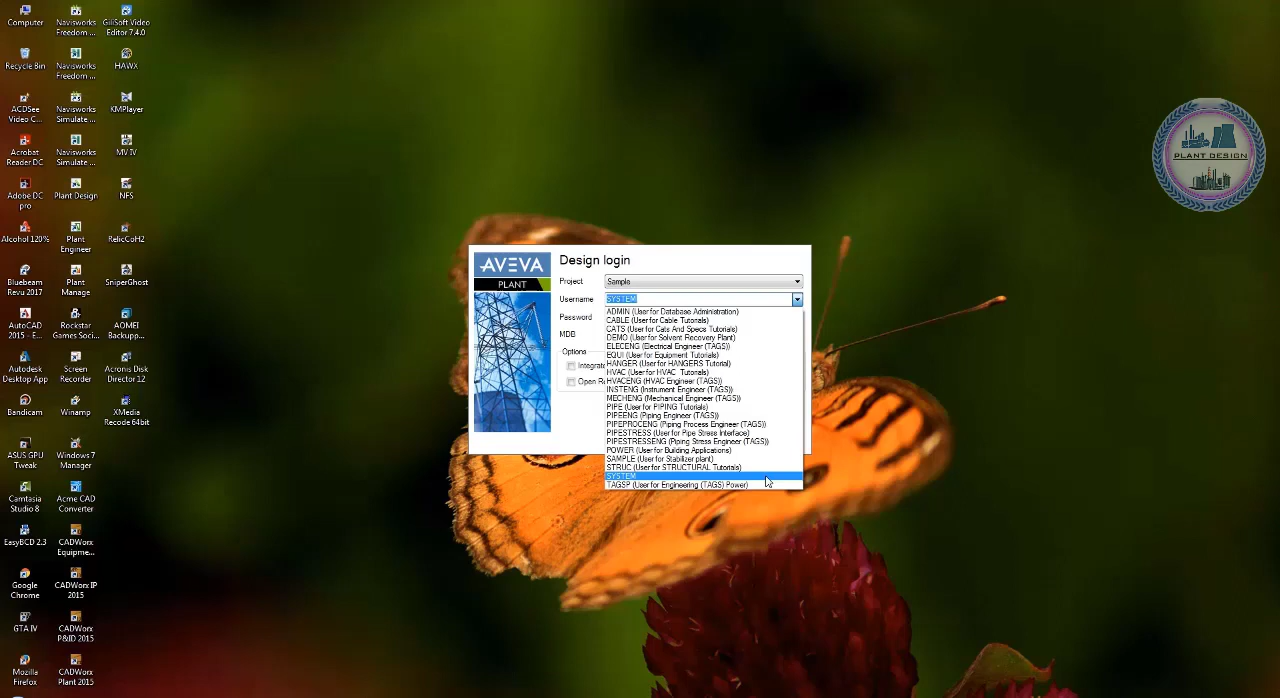 Computer
Navisworks
Freedom ...
GiliSoft Video
Editor 7.4.0
Recycle Bin
Navisworks
Freedom ...
HAWX
ACDSee
Video C...
Navisworks
Simulate ...
KMPlayer
Acrobat
Reader DC
Navisworks
Simulate ...
MV IV
Adobe DC
pro
Plant Design
NFS
Alcohol 120%
Plant
Engineer
RelicCoH2
Bluebeam
Revu 2017
Plant
Manage
SniperGhost
AutoCAD
2015 - E...
Rockstar
Games Soci...
AOMEI
Backupp...
Autodesk
Desktop App
Screen
Recorder
Acronis Disk
Director 12
Bandicam
Winamp
XMedia
Recode 64bit
ASUS GPU
Tweak
Windows 7
Manager
Camtasia
Studio 8
Acme CAD
Converter
EasyBCD 2.3
CADWorx
Equipme...
Google
Chrome
CADWorx IP
2015
GTA IV
CADWorx
P&ID 2015
Mozilla
Firefox
CADWorx
Plant 2015
AVEVA
PLANT
Design login
Project
Sample
Username
SYSTEM
Password
MDB
Options
Integrate
Open R
ADMIN (User for Database Administration)
CABLE (User for Cable Tutorials)
CATS (User for Cats And Specs Tutorials)
DEMO (User for Solvent Recovery Plant)
ELECENG (Electrical Engineer (TAGS))
EQUI (User for Equipment Tutorials)
HANGER (User for HANGERS Tutorial)
HVAC (User for HVAC Tutorials)
HVACENG (HVAC Engineer (TAGS))
INSTENG (Instrument Engineer (TAGS))
MECHENG (Mechanical Engineer (TAGS))
PIPE (User for PIPING Tutorials)
PIPEENG (Piping Engineer (TAGS))
PIPEPROCENG (Piping Process Engineer (TAGS))
PIPESTRESS (User for Pipe Stress Interface)
PIPESTRESSENG (Piping Stress Engineer (TAGS))
POWER (User for Building Applications)
SAMPLE (User for Stabilizer plant)
STRUC (User for STRUCTURAL Tutorials)
SYSTEM
TAGSP (User for Engineering (TAGS) Power)
PLANT DESIGN